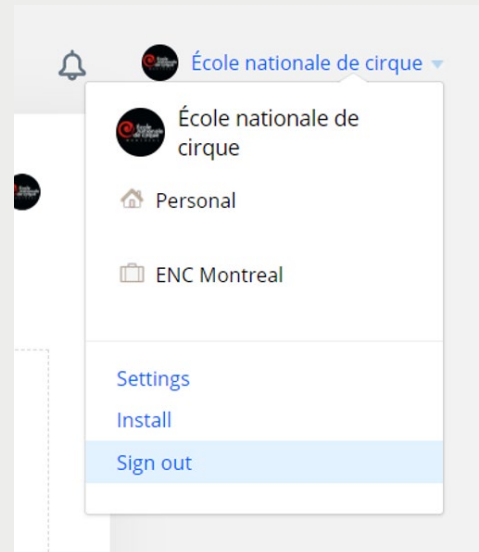 École nationale de cirque
École nationale de
cirque
Personal
ENC Montreal
Settings
Install
Sign out